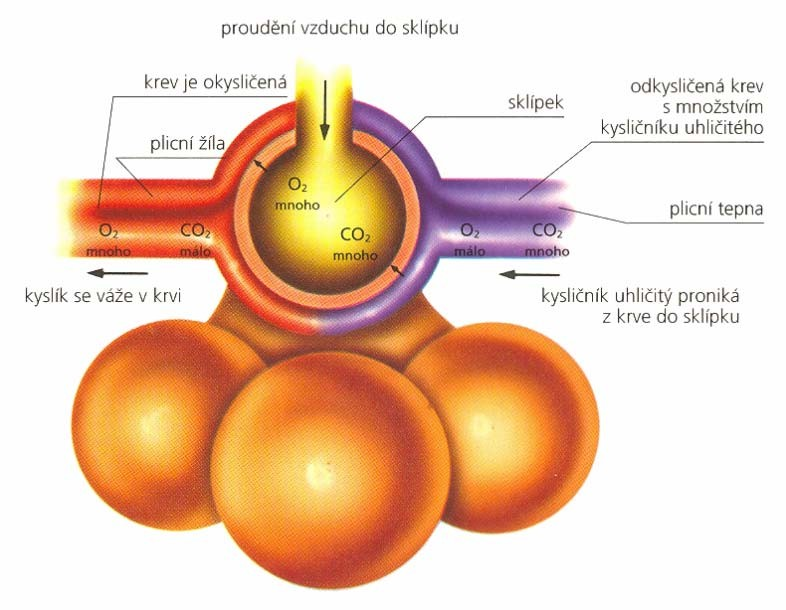 proudění vzduchu do sklípku
krev je okysličená
plicní žíla
sklípek
odkysličená krev
s množstvím
kysličníku uhličitého
plicní tepna
O₂
mnoho
CO₂
mnoho
O₂
mnoho
CO₂
málo
O₂
málo
CO₂
mnoho
kyslík se váže v krvi
kysličník uhličitý proniká
z krve do sklípku